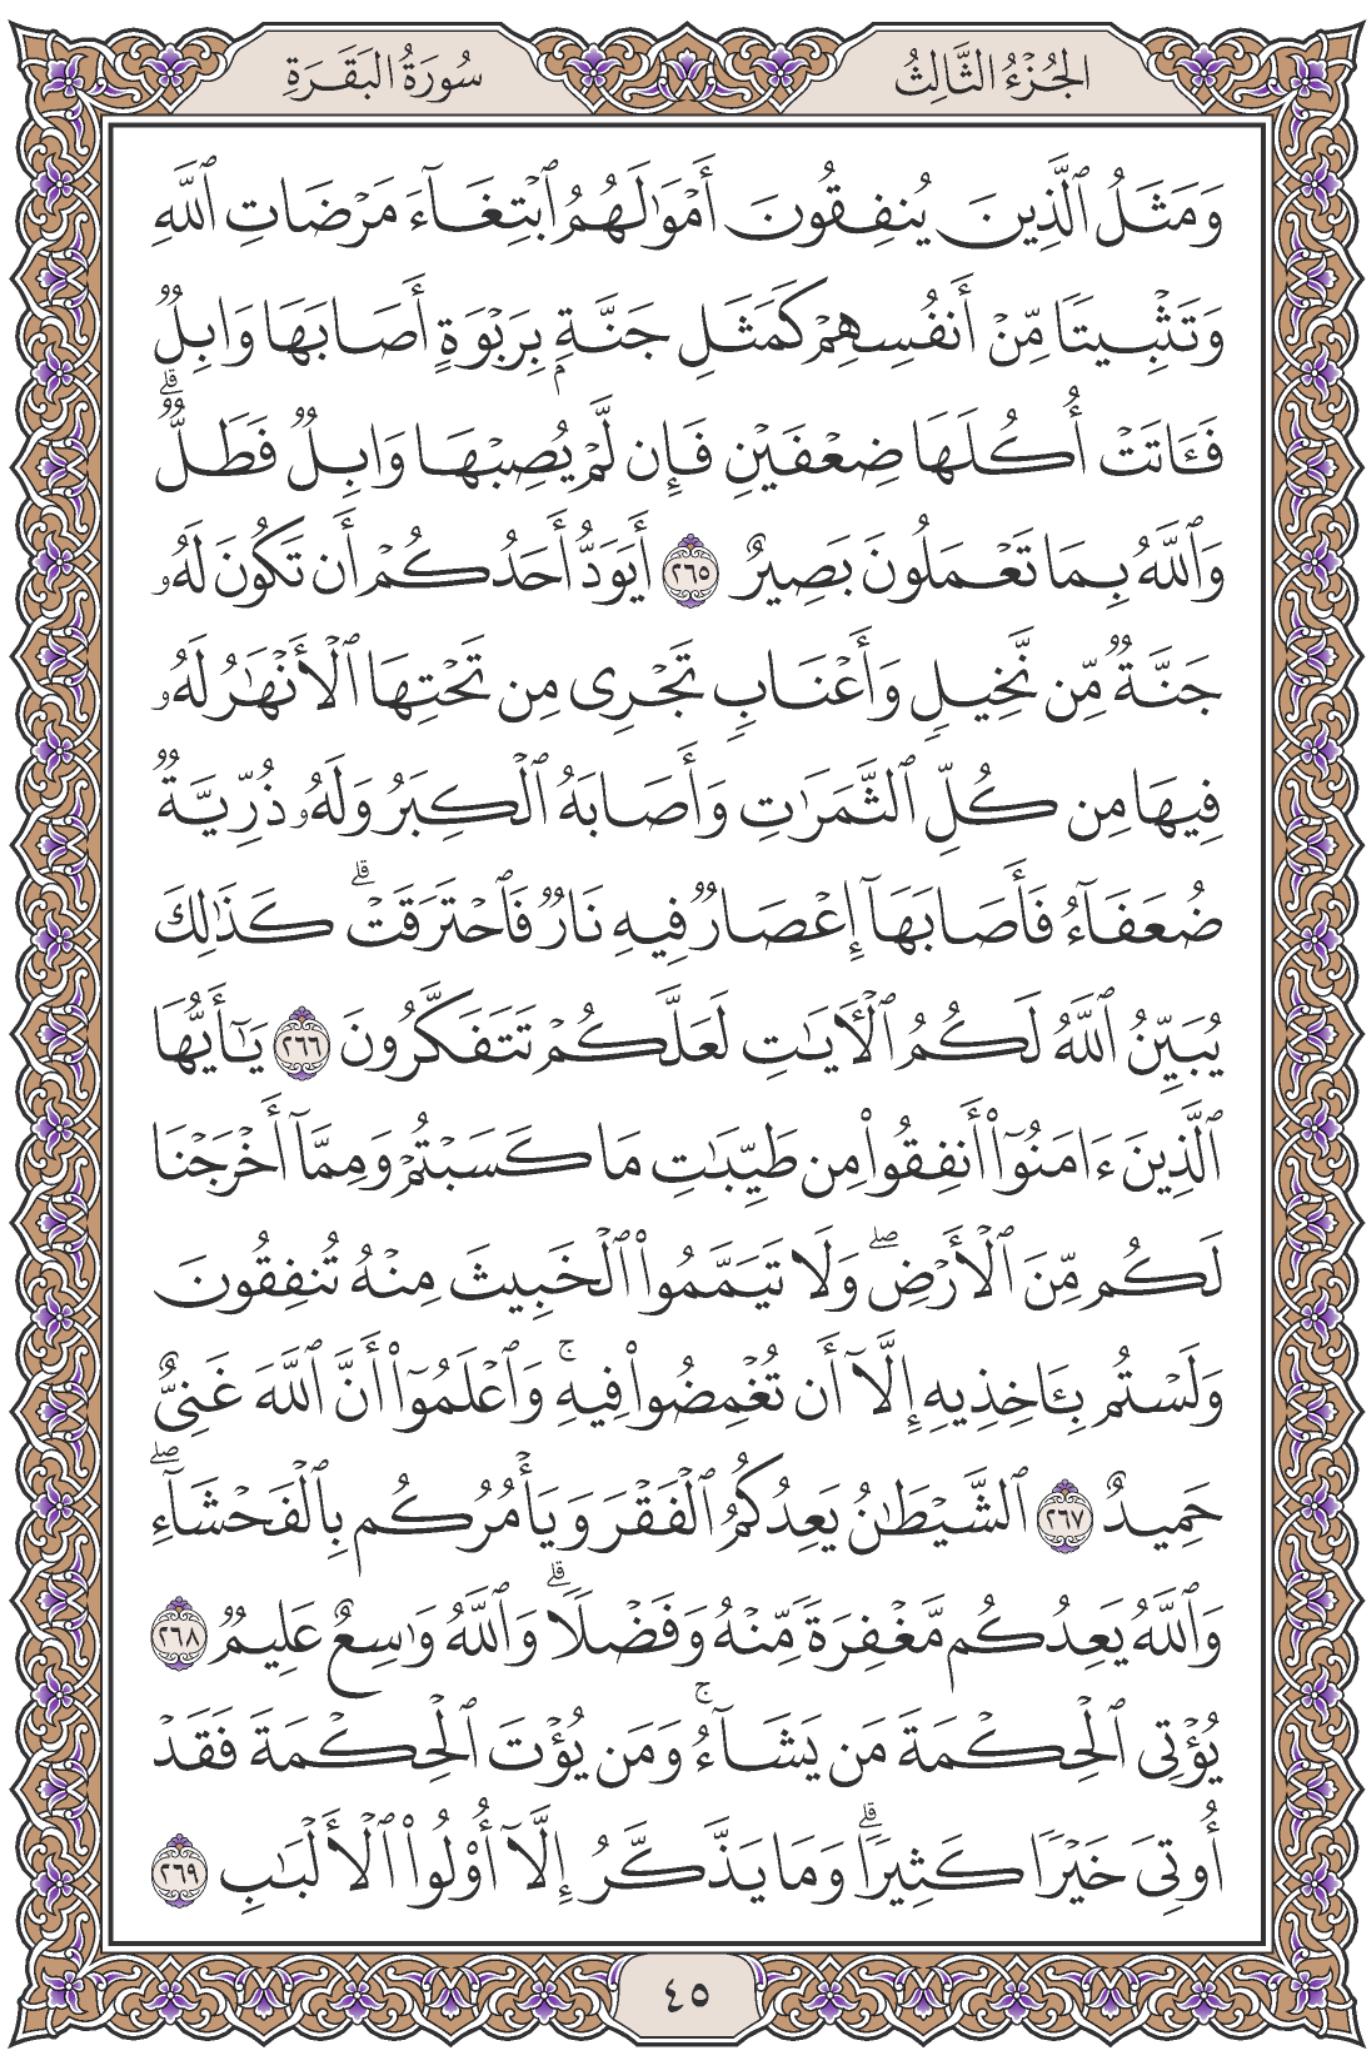 الجُزْءُ الثَّالِثُ
سُورَةُ البَقَرَةِ
وَمَثَلُ ٱلَّذِينَ يُنفِقُونَ أَمْوَٰلَهُمُ ٱبْتِغَآءَ مَرْضَاتِ ٱللَّهِ
وَتَثْبِيتًا مِّنْ أَنفُسِهِمْ كَمَثَلِ جَنَّةٍۭ بِرَبْوَةٍ أَصَابَهَا وَابِلٌ
فَـَٔاتَتْ أُكُلَهَا ضِعْفَيْنِ فَإِن لَّمْ يُصِبْهَا وَابِلٌ فَطَلٌّ ۗ
وَٱللَّهُ بِمَا تَعْمَلُونَ بَصِيرٌ ٢٦٥ أَيَوَدُّ أَحَدُكُمْ أَن تَكُونَ لَهُۥ
جَنَّةٌ مِّن نَّخِيلٍ وَأَعْنَابٍ تَجْرِى مِن تَحْتِهَا ٱلْأَنْهَٰرُ لَهُۥ
فِيهَا مِن كُلِّ ٱلثَّمَرَٰتِ وَأَصَابَهُ ٱلْكِبَرُ وَلَهُۥ ذُرِّيَّةٌ
ضُعَفَآءُ فَأَصَابَهَآ إِعْصَارٌ فِيهِ نَارٌ فَٱحْتَرَقَتْ ۗ كَذَٰلِكَ
يُبَيِّنُ ٱللَّهُ لَكُمُ ٱلْـَٔايَـٰتِ لَعَلَّكُمْ تَتَفَكَّرُونَ ٢٦٦ يَـٰٓأَيُّهَا
ٱلَّذِينَ ءَامَنُوٓا۟ أَنفِقُوا۟ مِن طَيِّبَـٰتِ مَا كَسَبْتُمْ وَمِمَّآ أَخْرَجْنَا
لَكُم مِّنَ ٱلْأَرْضِ ۖ وَلَا تَيَمَّمُوا۟ ٱلْخَبِيثَ مِنْهُ تُنفِقُونَ
وَلَسْتُم بِـَٔاخِذِيهِ إِلَّآ أَن تُغْمِضُوا۟ فِيهِ ۚ وَٱعْلَمُوٓا۟ أَنَّ ٱللَّهَ غَنِىٌّ
حَمِيدٌ ٢٦٧ ٱلشَّيْطَـٰنُ يَعِدُكُمُ ٱلْفَقْرَ وَيَأْمُرُكُم بِٱلْفَحْشَآءِ ۖ
وَٱللَّهُ يَعِدُكُم مَّغْفِرَةً مِّنْهُ وَفَضْلًا ۗ وَٱللَّهُ وَٰسِعٌ عَلِيمٌ ٢٦٨
يُؤْتِى ٱلْحِكْمَةَ مَن يَشَآءُ ۚ وَمَن يُؤْتَ ٱلْحِكْمَةَ فَقَدْ
أُوتِىَ خَيْرًا كَثِيرًا ۗ وَمَا يَذَّكَّرُ إِلَّآ أُو۟لُوا۟ ٱلْأَلْبَـٰبِ ٢٦٩
٤٥